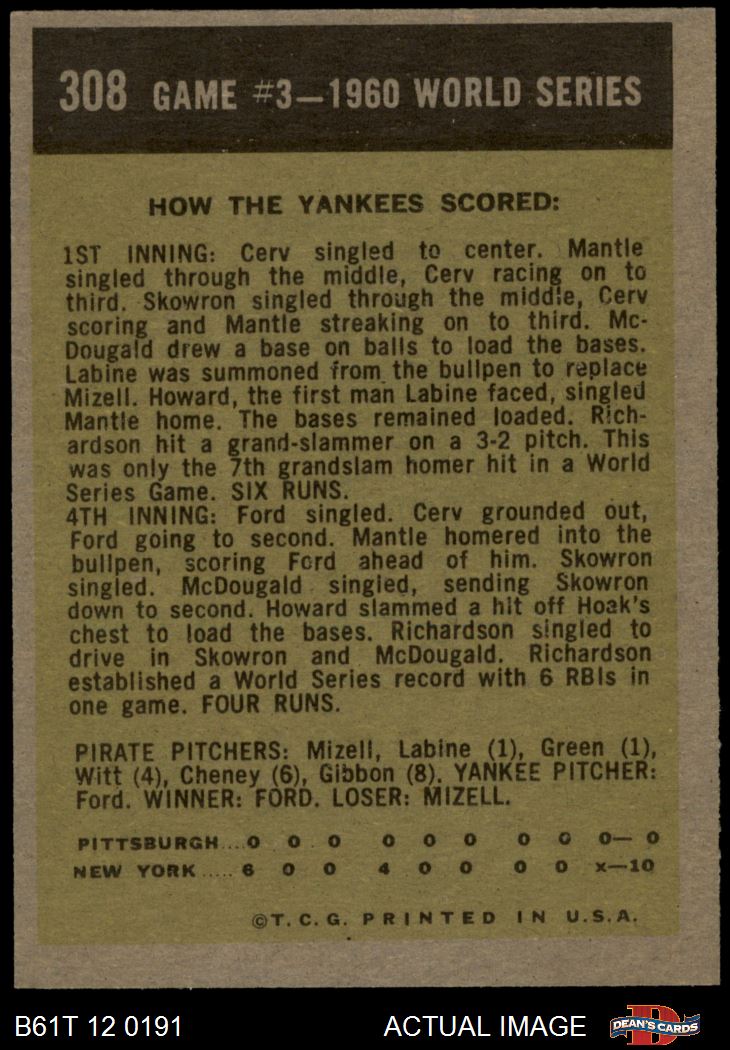 308 GAME #3—1960 WORLD SERIES
HOW THE YANKEES SCORED:
1ST INNING: Cerv singled to center. Mantle
singled through the middle, Cerv racing on to
third. Skowron singled through the middle, Cerv
scoring and Mantle streaking on to third. Mc-
Dougald drew a base on balls to load the bases.
Labine was summoned from the bullpen to replace
Mizell. Howard, the first man Labine faced, singled
Mantle home. The bases remained loaded. Rich-
ardson hit a grand-slammer on a 3-2 pitch. This
was only the 7th grandslam homer hit in a World
Series Game. SIX RUNS.
4TH INNING: Ford singled. Cerv grounded out,
Ford going to second. Mantle homered into the
bullpen, scoring Ford ahead of him. Skowron
singled. McDougald singled, sending Skowron
down to second. Howard slammed a hit off Hoak's
chest to load the bases. Richardson singled to
drive in Skowron and McDougald. Richardson
established a World Series record with 6 RBIs in
one game. FOUR RUNS.
PIRATE PITCHERS: Mizell, Labine (1), Green (1),
Witt (4), Cheney (6), Gibbon (8). YANKEE PITCHER:
Ford. WINNER: FORD. LOSER: MIZELL.
PITTSBURGH...0 0 0 0 0 0 0 0 0— 0
NEW YORK.....6 0 0 4 0 0 0 0 x—10
©T.C.G. PRINTED IN U.S.A.
B61T 12 0191 ACTUAL IMAGE DEAN'S CARDS